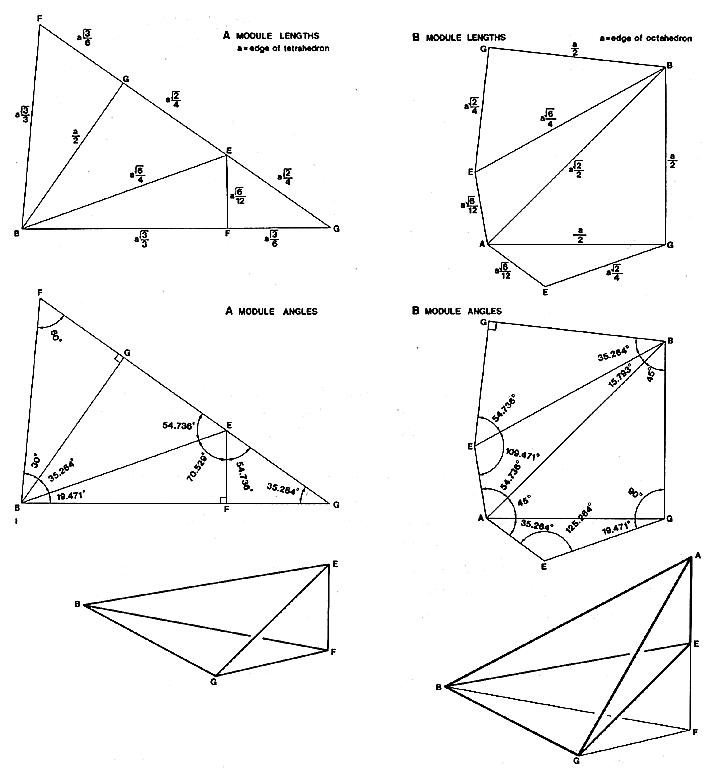 A MODULE LENGTHS
a=edge of tetrahedron
F
a√3/6
G
a√3/3
a/2
a√2/4
a√6/4
E
a√6/12
a√2/4
B
F
G
a√3/3
a√3/6
B MODULE LENGTHS
a=edge of octahedron
G
a/2
B
a√2/4
a√6/4
a√2/2
a/2
E
a√6/12
A
a/2
G
a√6/12
a√2/4
E
A MODULE ANGLES
F
60°
G
54.736°
E
70.529°
54.736°
30°
35.264°
19.471°
35.264°
B
F
G
B MODULE ANGLES
G
B
35.264°
15.793°
45°
54.736°
E
109.471°
54.736°
45°
90°
A
35.264°
125.264°
19.471°
G
E
E
B
F
G
A
E
B
F
G